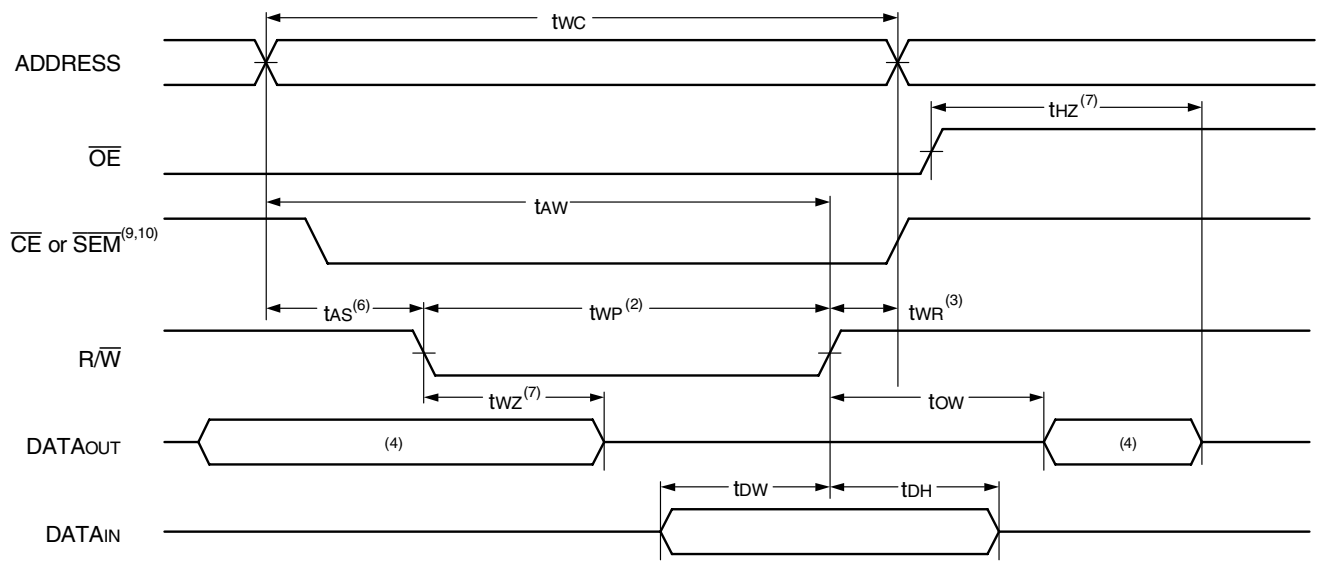 tWC
ADDRESS
tHZ(7)
OE
tAW
CE or SEM(9,10)
tAS(6)
tWP(2)
tWR(3)
R/W
tWZ(7)
tOW
DATAOUT
(4)
(4)
tDW
tDH
DATAIN